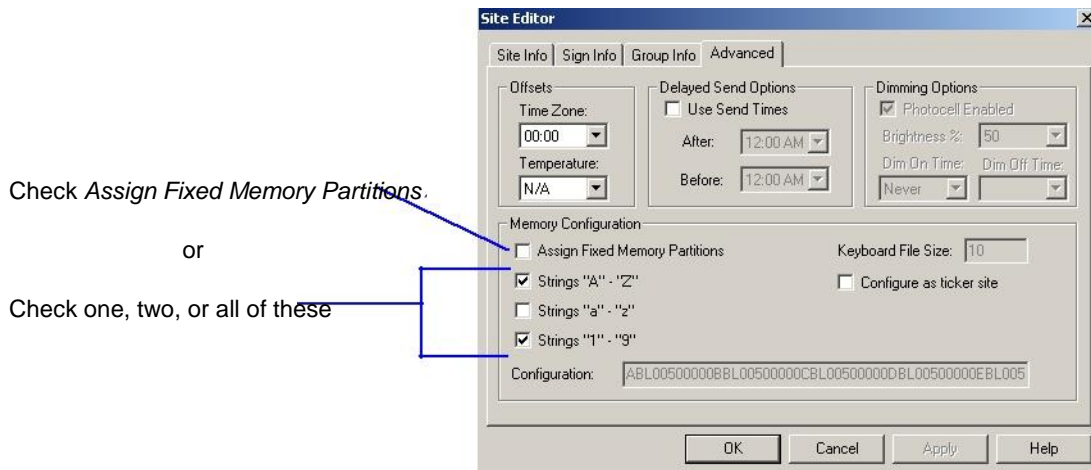 Site Editor
Site Info Sign Info Group Info Advanced
Offsets
Time Zone:
00:00
Temperature:
N/A
Delayed Send Options
Use Send Times
After: 12:00 AM
Before: 12:00 AM
Dimming Options
Photocell Enabled
Brightness %: 50
Dim On Time: Dim Off Time:
Never
Check Assign Fixed Memory Partitions.
or
Check one, two, or all of these
Memory Configuration
Assign Fixed Memory Partitions
Keyboard File Size: 10
Strings "A" - "Z"
Configure as ticker site
Strings "a" - "z"
Strings "1" - "9"
Configuration: ABL00500000BBL00500000CBL00500000DBL00500000EBL005
OK Cancel Apply Help